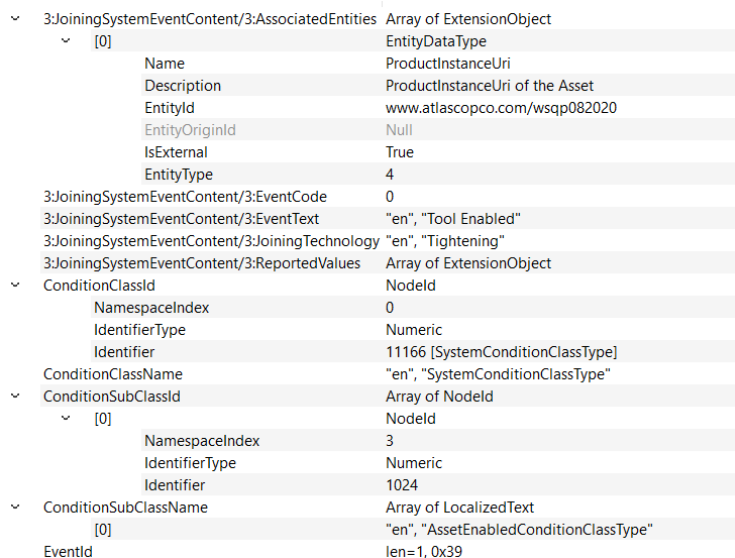 3:JoiningSystemEventContent/3:AssociatedEntities Array of ExtensionObject
[0] EntityDataType
Name ProductInstanceUri
Description ProductInstanceUri of the Asset
EntityId www.atlascopco.com/wsqp082020
EntityOriginId Null
IsExternal True
EntityType 4
3:JoiningSystemEventContent/3:EventCode 0
3:JoiningSystemEventContent/3:EventText "en", "Tool Enabled"
3:JoiningSystemEventContent/3:JoiningTechnology "en", "Tightening"
3:JoiningSystemEventContent/3:ReportedValues Array of ExtensionObject
ConditionClassId NodeId
NamespaceIndex 0
IdentifierType Numeric
Identifier 11166 [SystemConditionClassType]
ConditionClassName "en", "SystemConditionClassType"
ConditionSubClassId Array of NodeId
[0] NodeId
NamespaceIndex 3
IdentifierType Numeric
Identifier 1024
ConditionSubClassName Array of LocalizedText
[0] "en", "AssetEnabledConditionClassType"
EventId len=1, 0x39